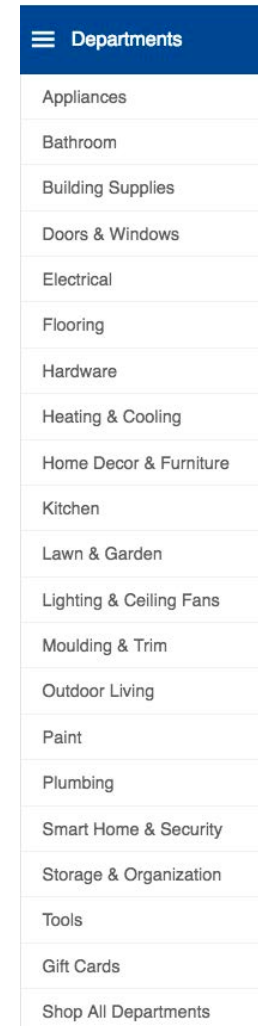 Departments
Appliances
Bathroom
Building Supplies
Doors & Windows
Electrical
Flooring
Hardware
Heating & Cooling
Home Decor & Furniture
Kitchen
Lawn & Garden
Lighting & Ceiling Fans
Moulding & Trim
Outdoor Living
Paint
Plumbing
Smart Home & Security
Storage & Organization
Tools
Gift Cards
Shop All Departments